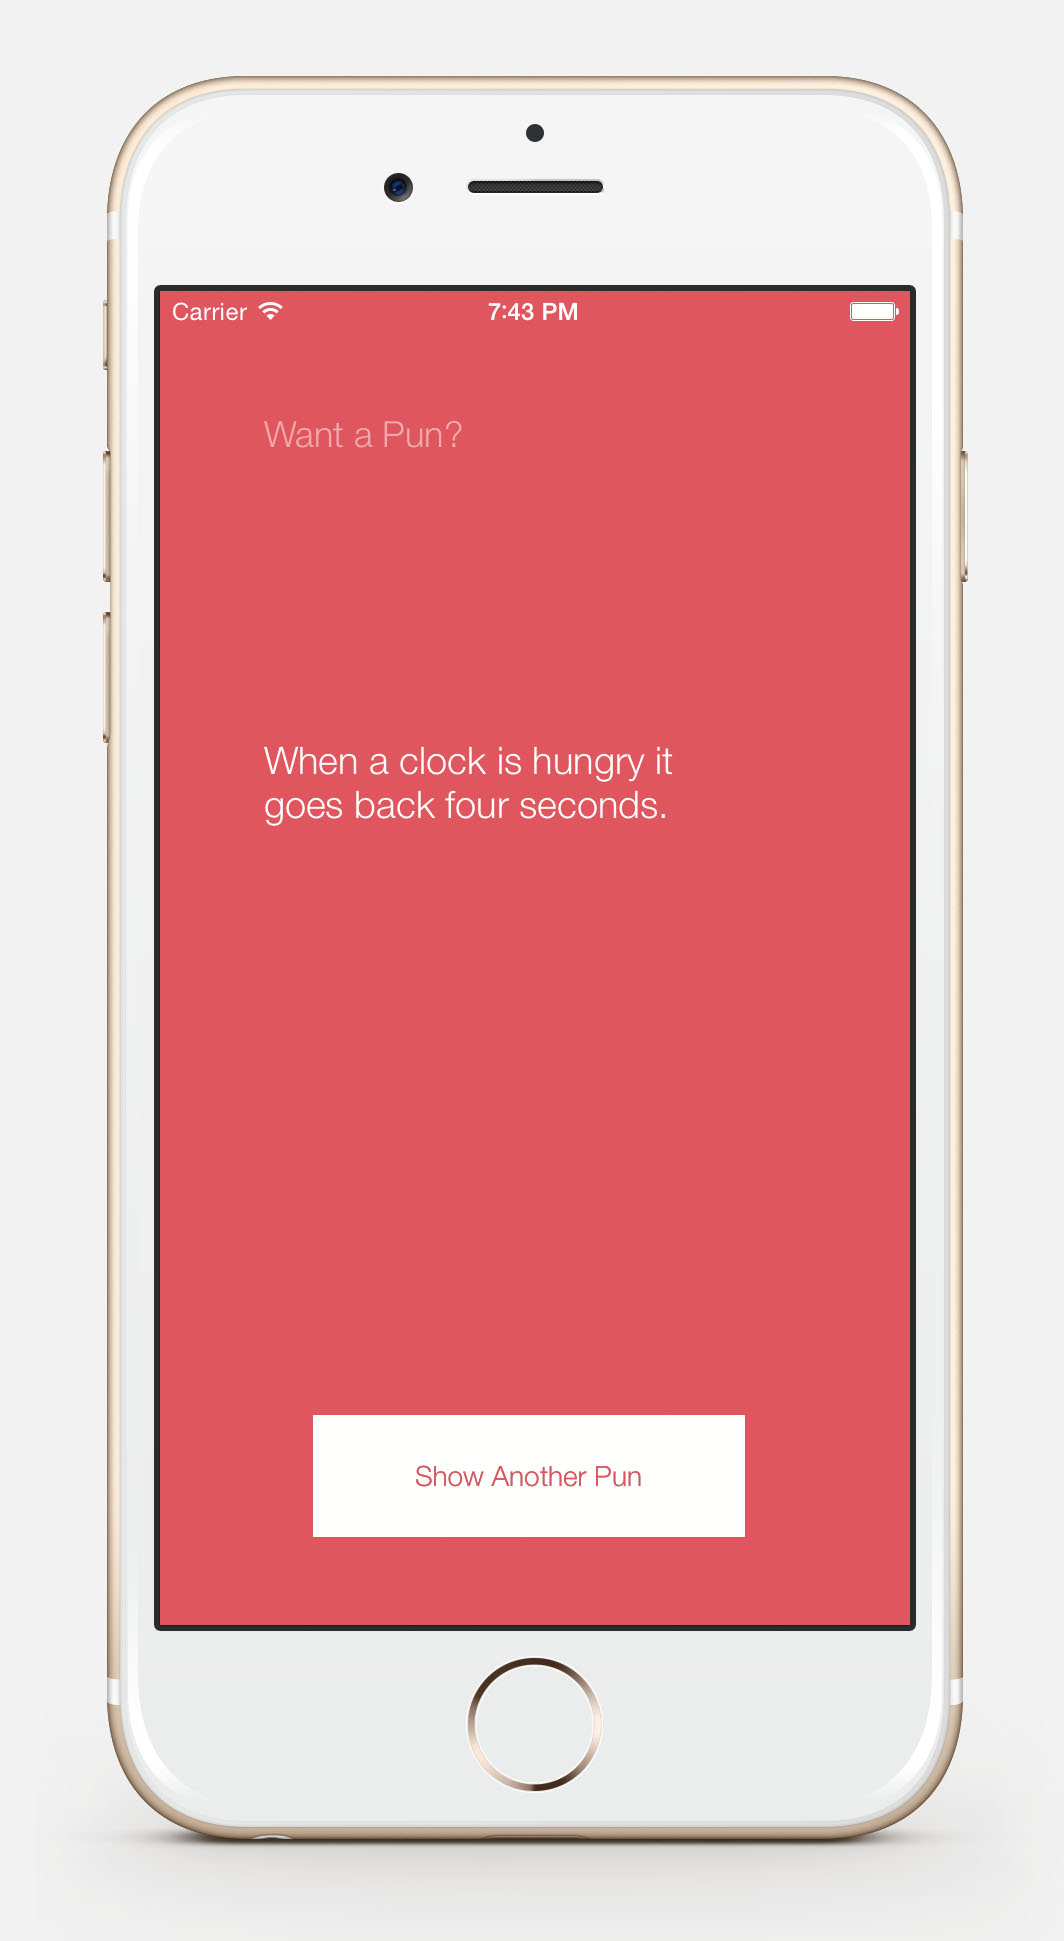 Carrier
7:43 PM
Want a Pun?
When a clock is hungry it
goes back four seconds.
Show Another Pun